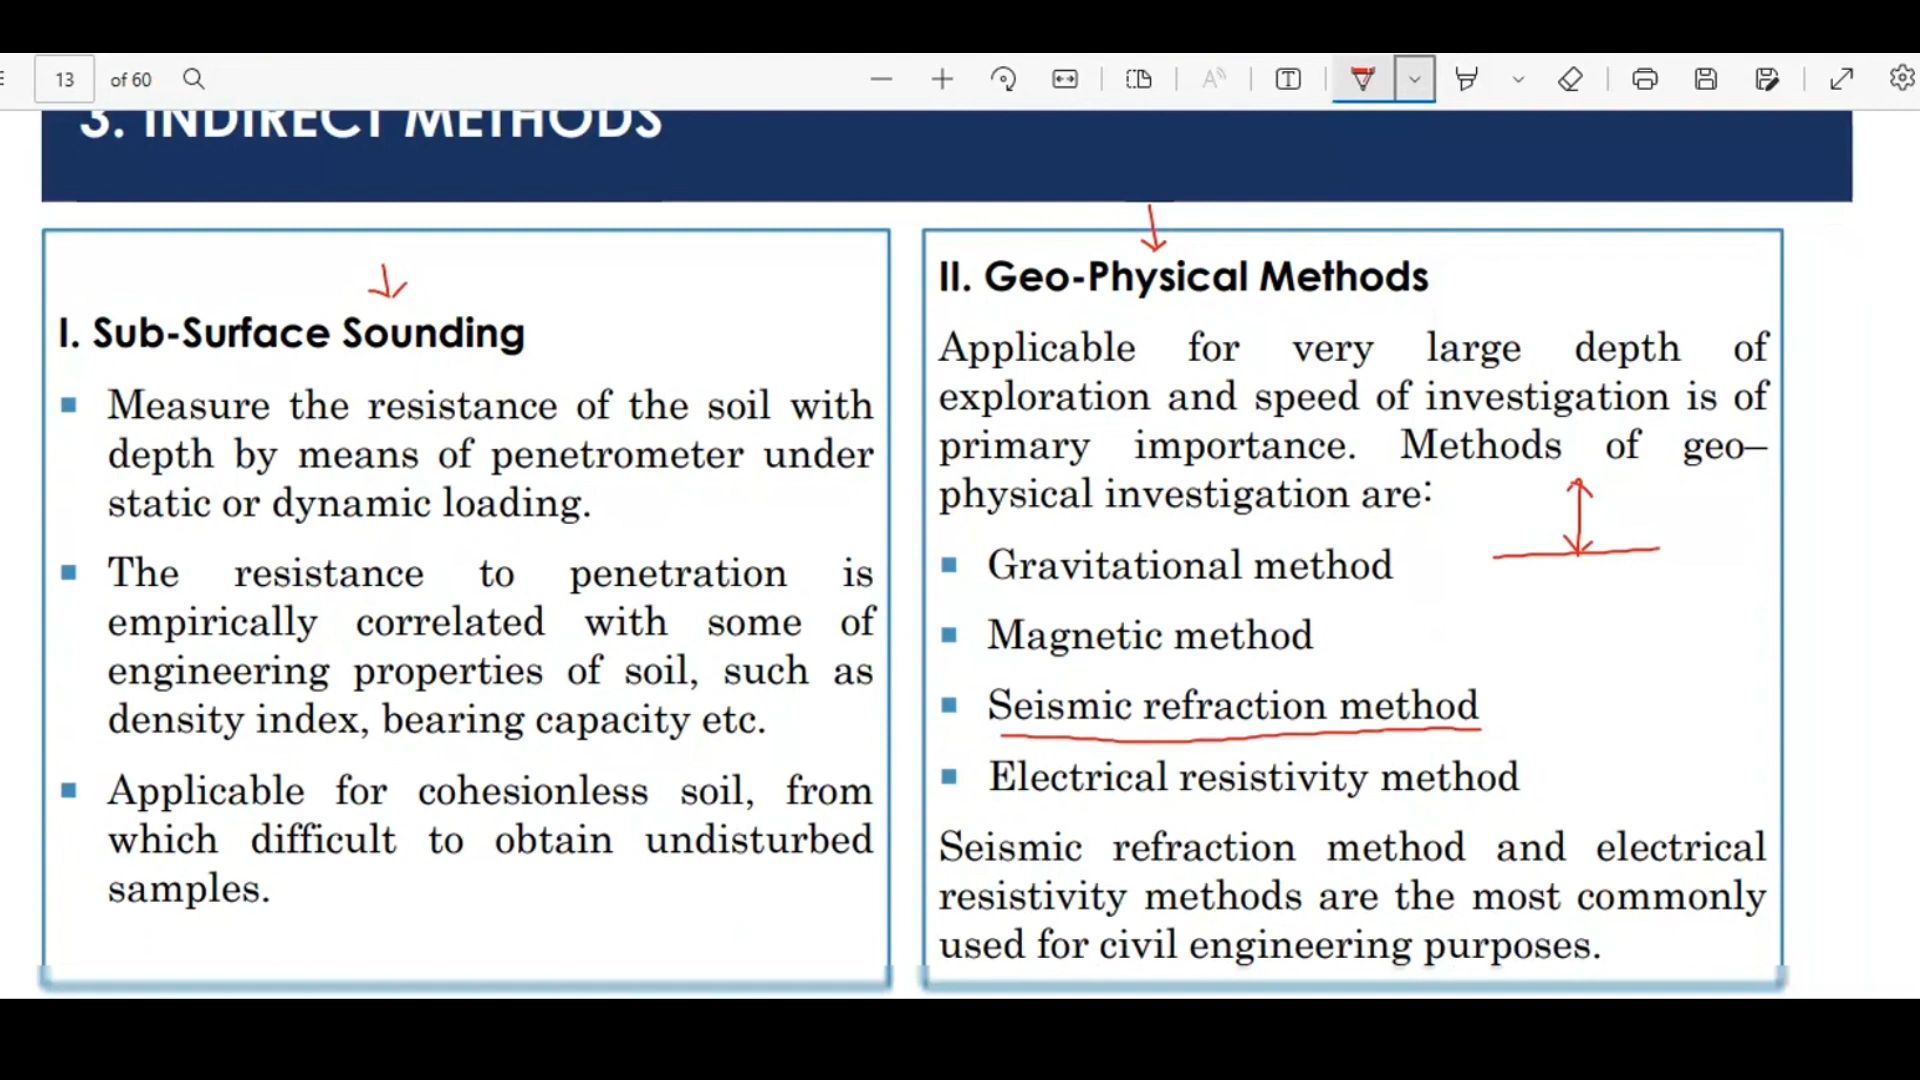 13 of 60
3. INDIRECT METHODS
I. Sub-Surface Sounding
Measure the resistance of the soil with
depth by means of penetrometer under
static or dynamic loading.
The resistance to penetration is
empirically correlated with some of
engineering properties of soil, such as
density index, bearing capacity etc.
Applicable for cohesionless soil, from
which difficult to obtain undisturbed
samples.
II. Geo-Physical Methods
Applicable for very large depth of
exploration and speed of investigation is of
primary importance. Methods of geo–
physical investigation are:
Gravitational method
Magnetic method
Seismic refraction method
Electrical resistivity method
Seismic refraction method and electrical
resistivity methods are the most commonly
used for civil engineering purposes.